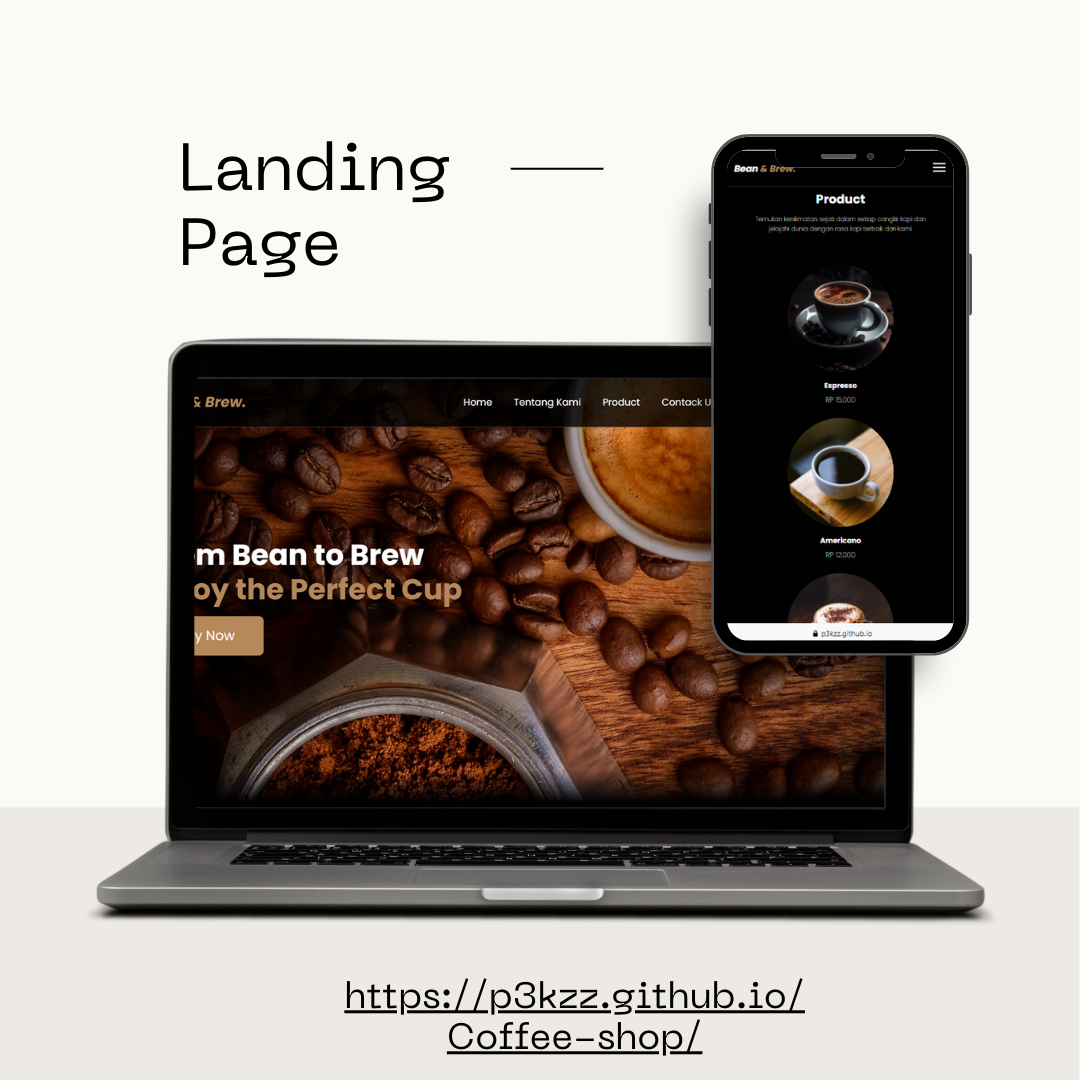 Landing
Page
Bean & Brew.
Product
Temukan kenikmatan sejati dalam setiap cangkir kopi dan
jelajahi dunia dengan rasa kopi terbaik dari kami
Espresso
RP 15,000
Americano
RP 12,000
p3kzz.github.io
& Brew.
Home Tentang Kami Product Contack U
om Bean to Brew
oy the Perfect Cup
y Now
https://p3kzz.github.io/
Coffee-shop/